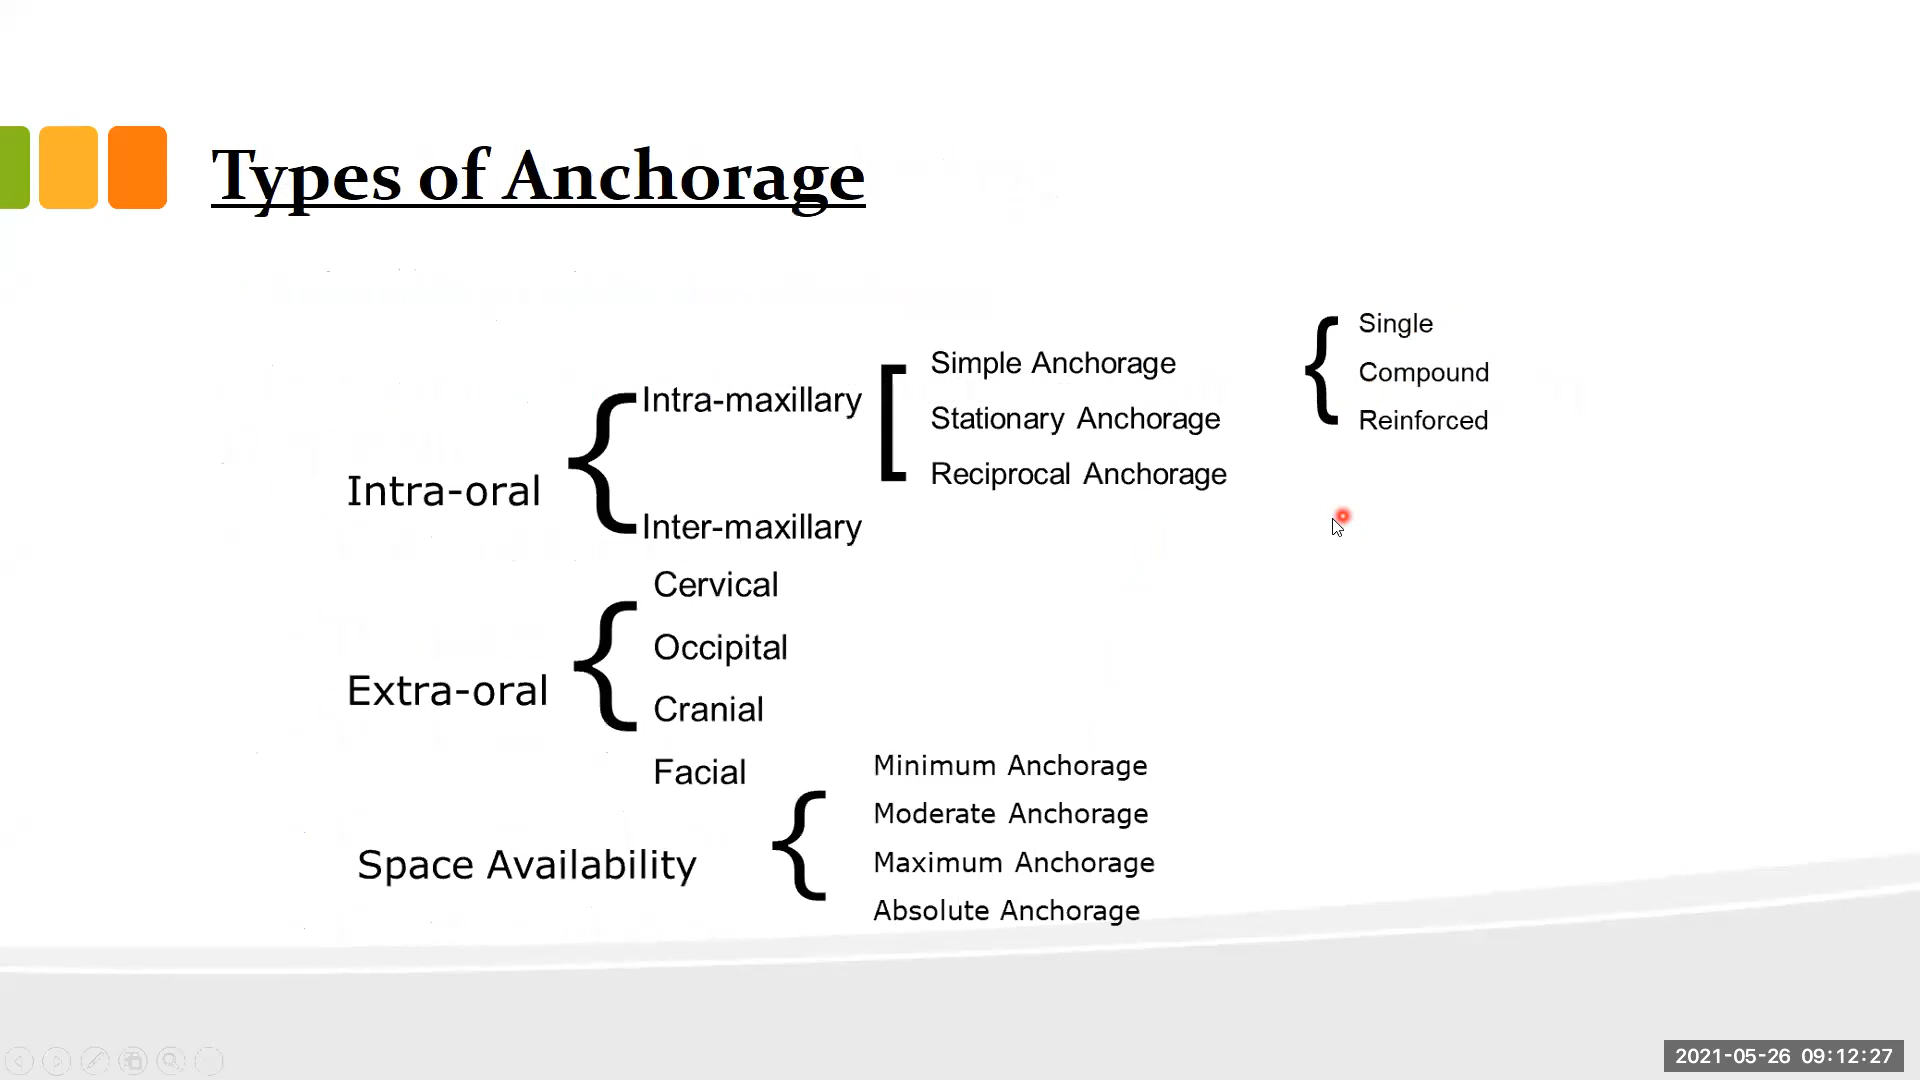 Types of Anchorage
Intra-oral
Intra-maxillary
Simple Anchorage
Stationary Anchorage
Reciprocal Anchorage
Single
Compound
Reinforced
Inter-maxillary
Extra-oral
Cervical
Occipital
Cranial
Facial
Space Availability
Minimum Anchorage
Moderate Anchorage
Maximum Anchorage
Absolute Anchorage
2021-05-26 09:12:27